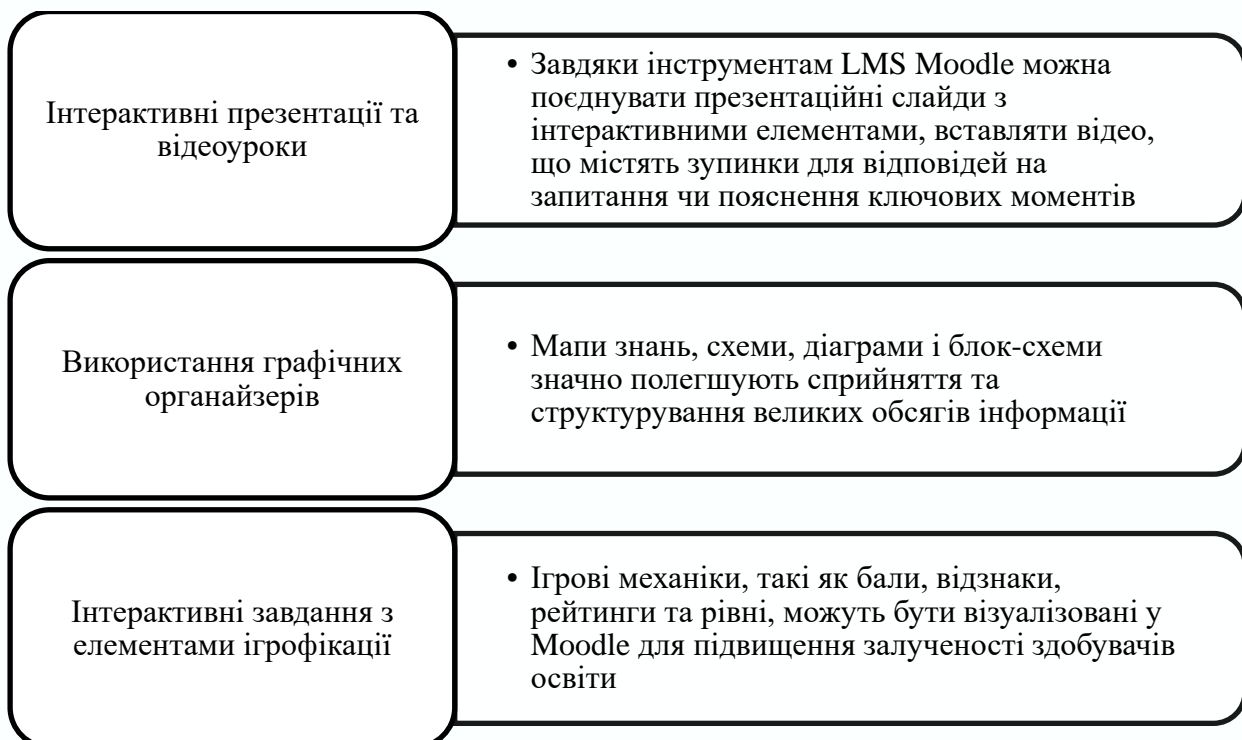 Інтерактивні презентації та
відеоуроки
• Завдяки інструментам LMS Moodle можна
поєднувати презентаційні слайди з
інтерактивними елементами, вставляти відео,
що містять зупинки для відповідей на
запитання чи пояснення ключових моментів
Використання графічних
органайзерів
• Мапи знань, схеми, діаграми і блок-схеми
значно полегшують сприйняття та
структурування великих обсягів інформації
Інтерактивні завдання з
елементами ігрофікації
• Ігрові механіки, такі як бали, відзнаки,
рейтинги та рівні, можуть бути візуалізовані у
Moodle для підвищення залученості здобувачів
освіти